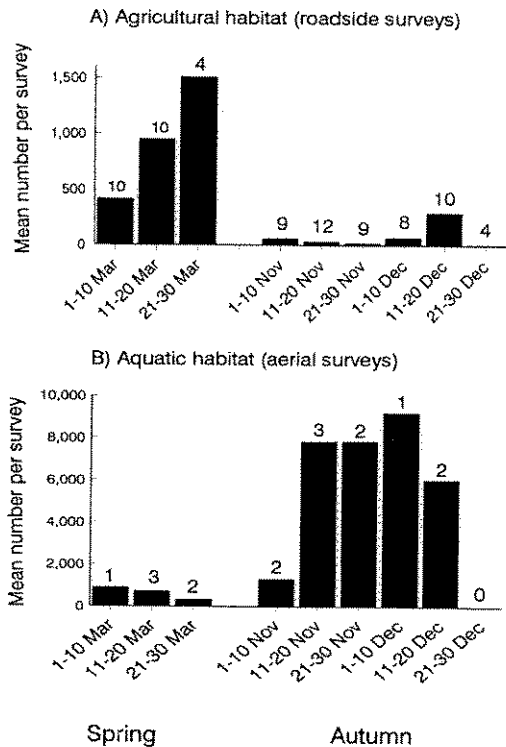 A) Agricultural habitat (roadside surveys)
Mean number per survey
1,500
1,000
500
0
10
10
4
9
12
9
8
10
4
1-10 Mar
11-20 Mar
21-30 Mar
1-10 Nov
11-20 Nov
21-30 Nov
1-10 Dec
11-20 Dec
21-30 Dec
B) Aquatic habitat (aerial surveys)
Mean number per survey
10,000
8,000
6,000
4,000
2,000
0
1
3
2
2
3
2
1
2
0
1-10 Mar
11-20 Mar
21-30 Mar
1-10 Nov
11-20 Nov
21-30 Nov
1-10 Dec
11-20 Dec
21-30 Dec
Spring
Autumn